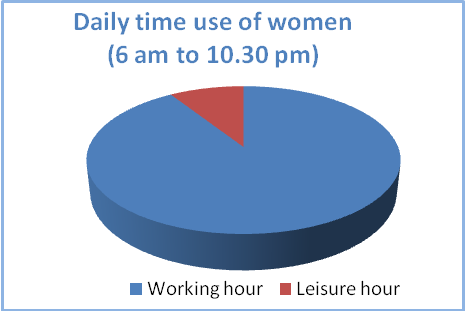 Daily time use of women
(6 am to 10.30 pm)
Working hour
Leisure hour